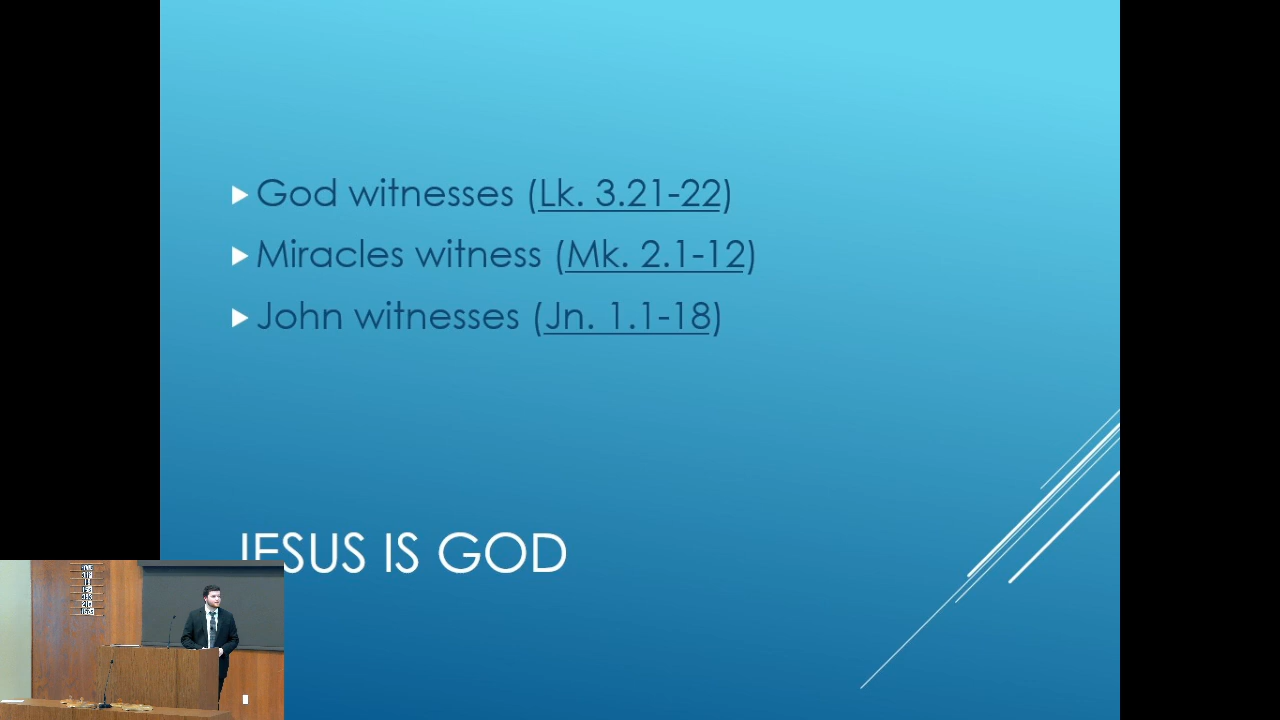 God witnesses (Lk. 3.21-22)
Miracles witness (Mk. 2.1-12)
John witnesses (Jn. 1.1-18)
JESUS IS GOD